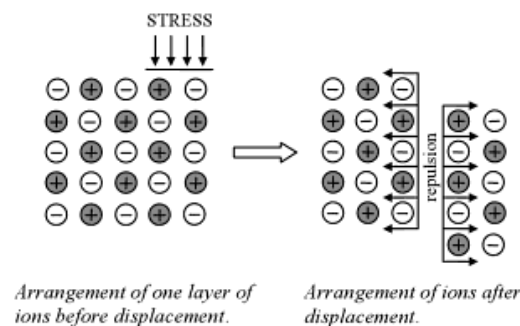 STRESS
repulsion
Arrangement of one layer of
ions before displacement.
Arrangement of ions after
displacement.